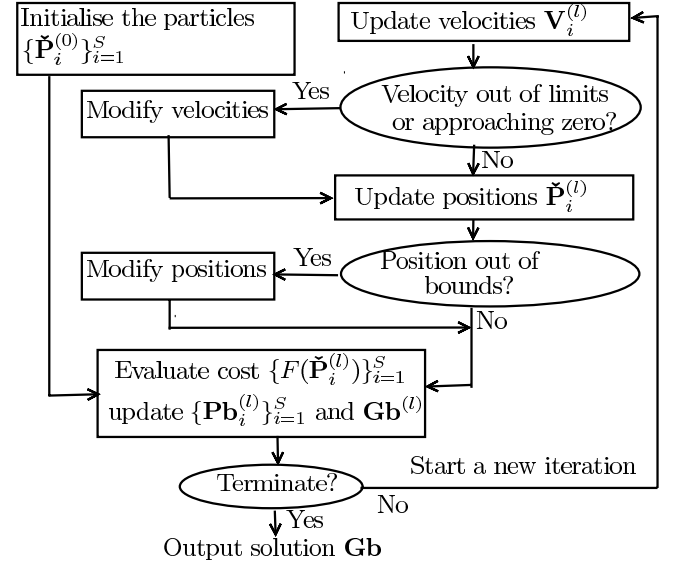 Initialise the particles
{P̌_i^(0)}_{i=1}^S
Update velocities V_i^(l)
Velocity out of limits
or approaching zero?
Yes
Modify velocities
No
Update positions P̌_i^(l)
Position out of
bounds?
Yes
Modify positions
No
Evaluate cost {F(P̌_i^(l))}_{i=1}^S
update {Pb_i^(l)}_{i=1}^S and Gb^(l)
Start a new iteration
Terminate?
No
Yes
Output solution Gb